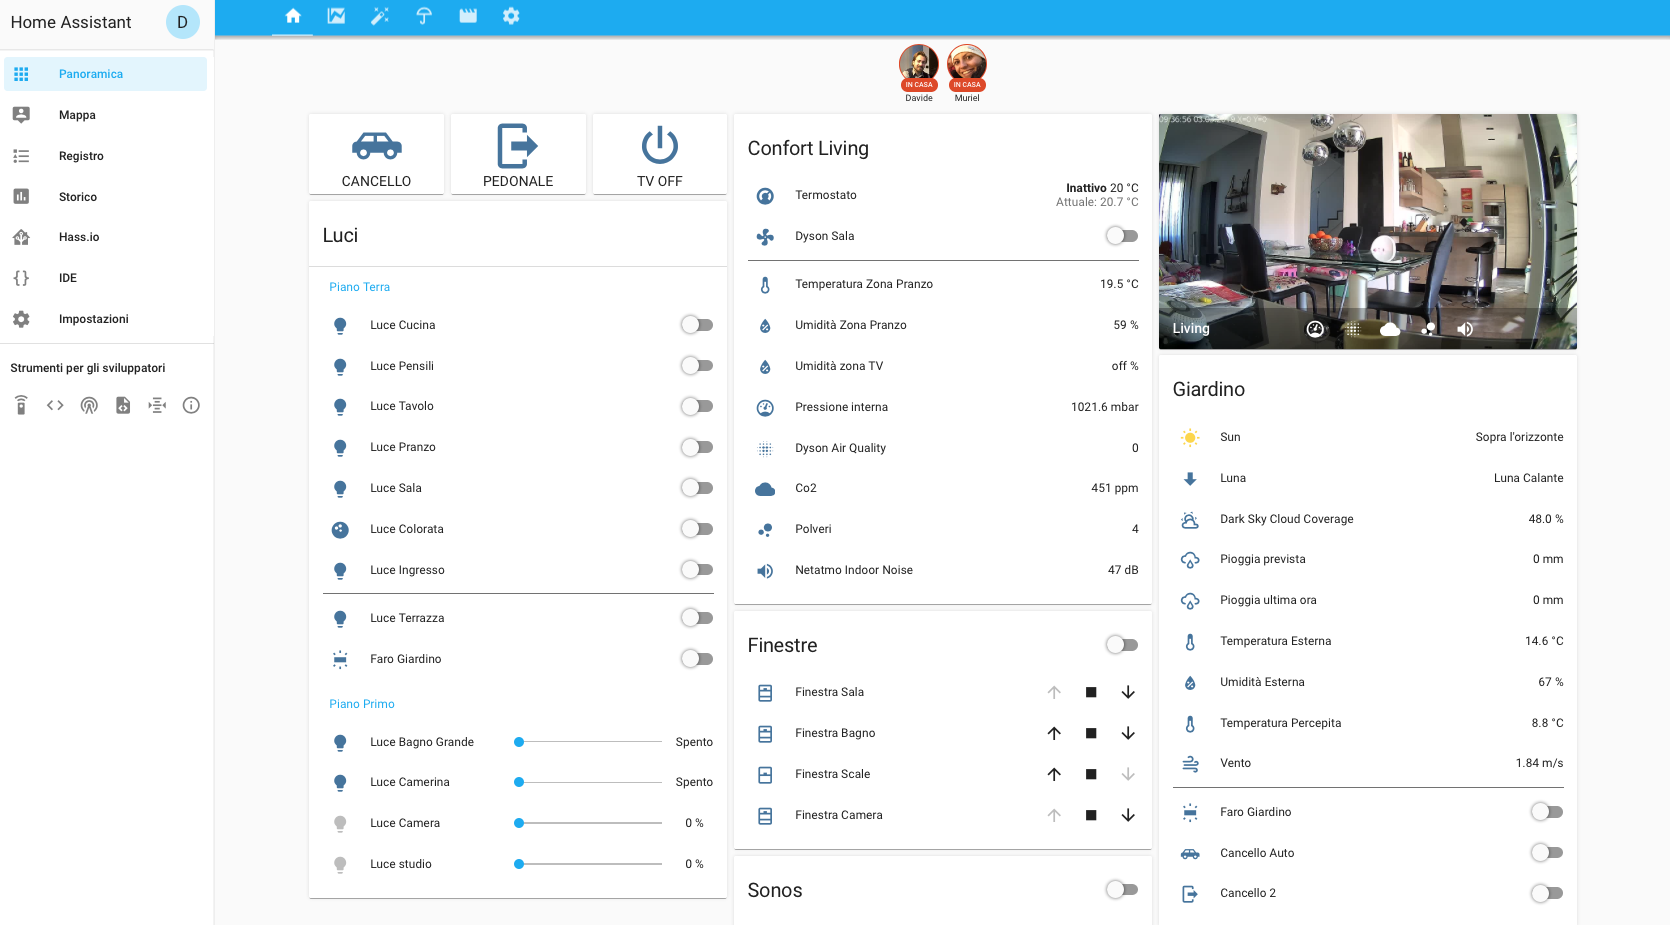 Home Assistant
D
Panoramica
Mappa
Registro
Storico
Hass.io
IDE
Impostazioni
Strumenti per gli sviluppatori
IN CASA
IN CASA
Davide
Muriel
CANCELLO
PEDONALE
TV OFF
Luci
Piano Terra
Luce Cucina
Luce Pensili
Luce Tavolo
Luce Pranzo
Luce Sala
Luce Colorata
Luce Ingresso
Luce Terrazza
Faro Giardino
Piano Primo
Luce Bagno Grande Spento
Luce Camerina Spento
Luce Camera 0 %
Luce studio 0 %
Confort Living
Termostato Inattivo 20 °C
Attuale: 20.7 °C
Dyson Sala
Temperatura Zona Pranzo 19.5 °C
Umidità Zona Pranzo 59 %
Umidità zona TV off %
Pressione interna 1021.6 mbar
Dyson Air Quality 0
Co2 451 ppm
Polveri 4
Netatmo Indoor Noise 47 dB
Finestre
Finestra Sala
Finestra Bagno
Finestra Scale
Finestra Camera
Sonos
Living
Giardino
Sun Sopra l'orizzonte
Luna Luna Calante
Dark Sky Cloud Coverage 48.0 %
Pioggia prevista 0 mm
Pioggia ultima ora 0 mm
Temperatura Esterna 14.6 °C
Umidità Esterna 67 %
Temperatura Percepita 8.8 °C
Vento 1.84 m/s
Faro Giardino
Cancello Auto
Cancello 2